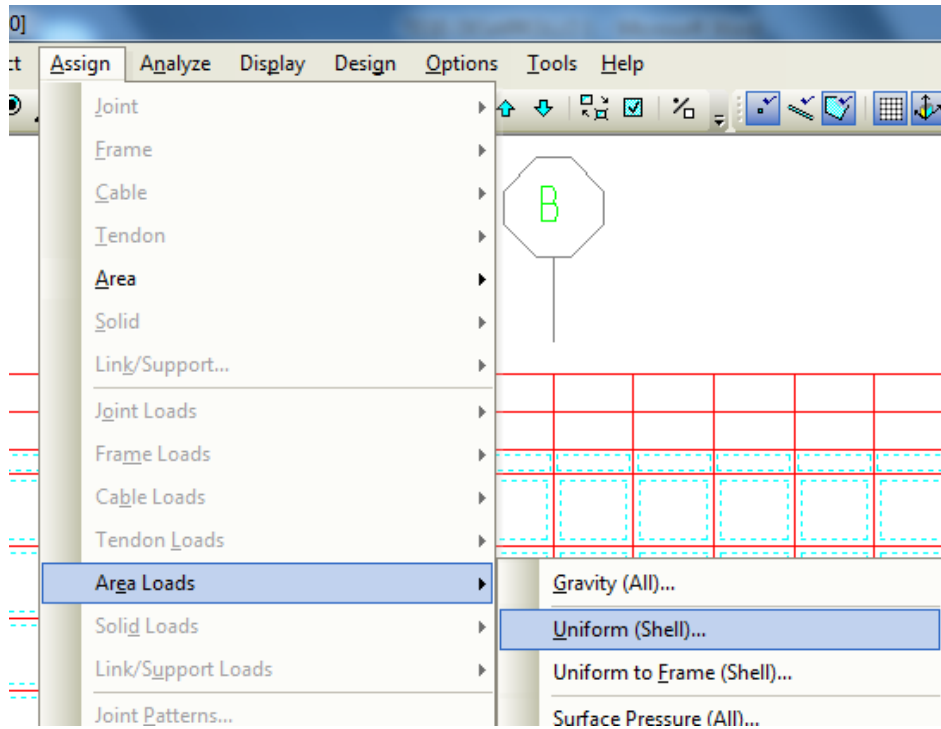 0]
ct Assign Analyze Display Design Options Tools Help
Joint
Frame
Cable
Tendon
Area
Solid
Link/Support...
Joint Loads
Frame Loads
Cable Loads
Tendon Loads
Area Loads
Solid Loads
Link/Support Loads
Joint Patterns...
Gravity (All)...
Uniform (Shell)...
Uniform to Frame (Shell)...
Surface Pressure (All)...
B